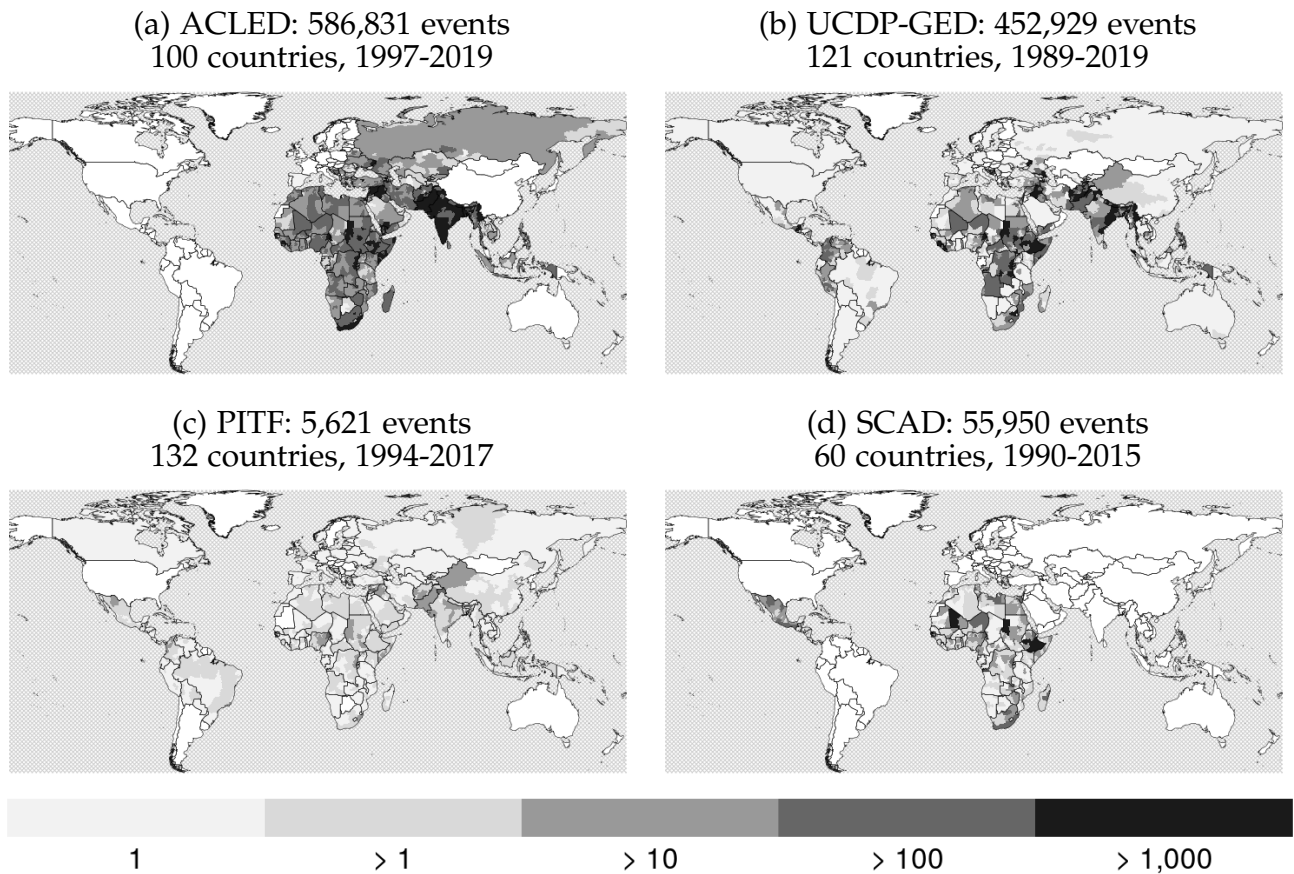 (a) ACLED: 586,831 events
100 countries, 1997-2019
(b) UCDP-GED: 452,929 events
121 countries, 1989-2019
(c) PITF: 5,621 events
132 countries, 1994-2017
(d) SCAD: 55,950 events
60 countries, 1990-2015
1 > 1 > 10 > 100 > 1,000